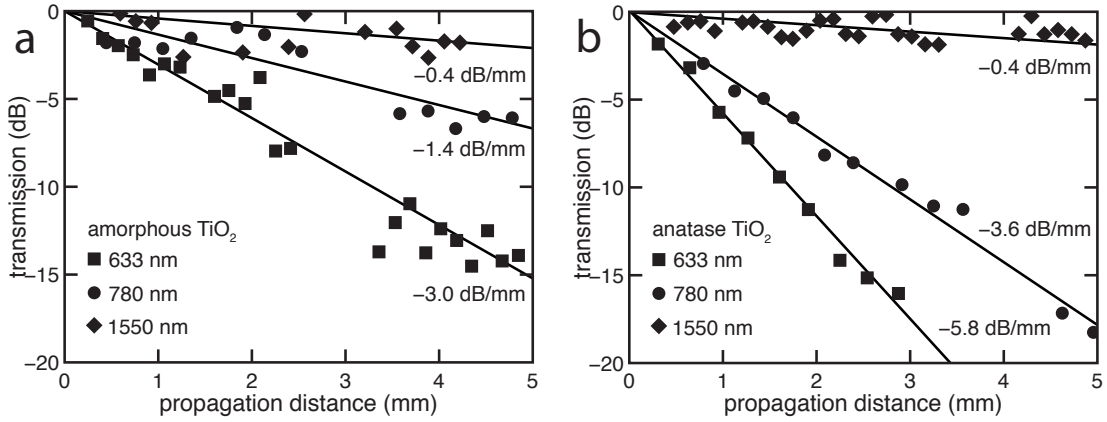 a
0
−5
−10
−15
−20
transmission (dB)
−0.4 dB/mm
−1.4 dB/mm
−3.0 dB/mm
amorphous TiO2
633 nm
780 nm
1550 nm
0 1 2 3 4 5
propagation distance (mm)
b
0
−5
−10
−15
−20
transmission (dB)
−0.4 dB/mm
−3.6 dB/mm
−5.8 dB/mm
anatase TiO2
633 nm
780 nm
1550 nm
0 1 2 3 4 5
propagation distance (mm)